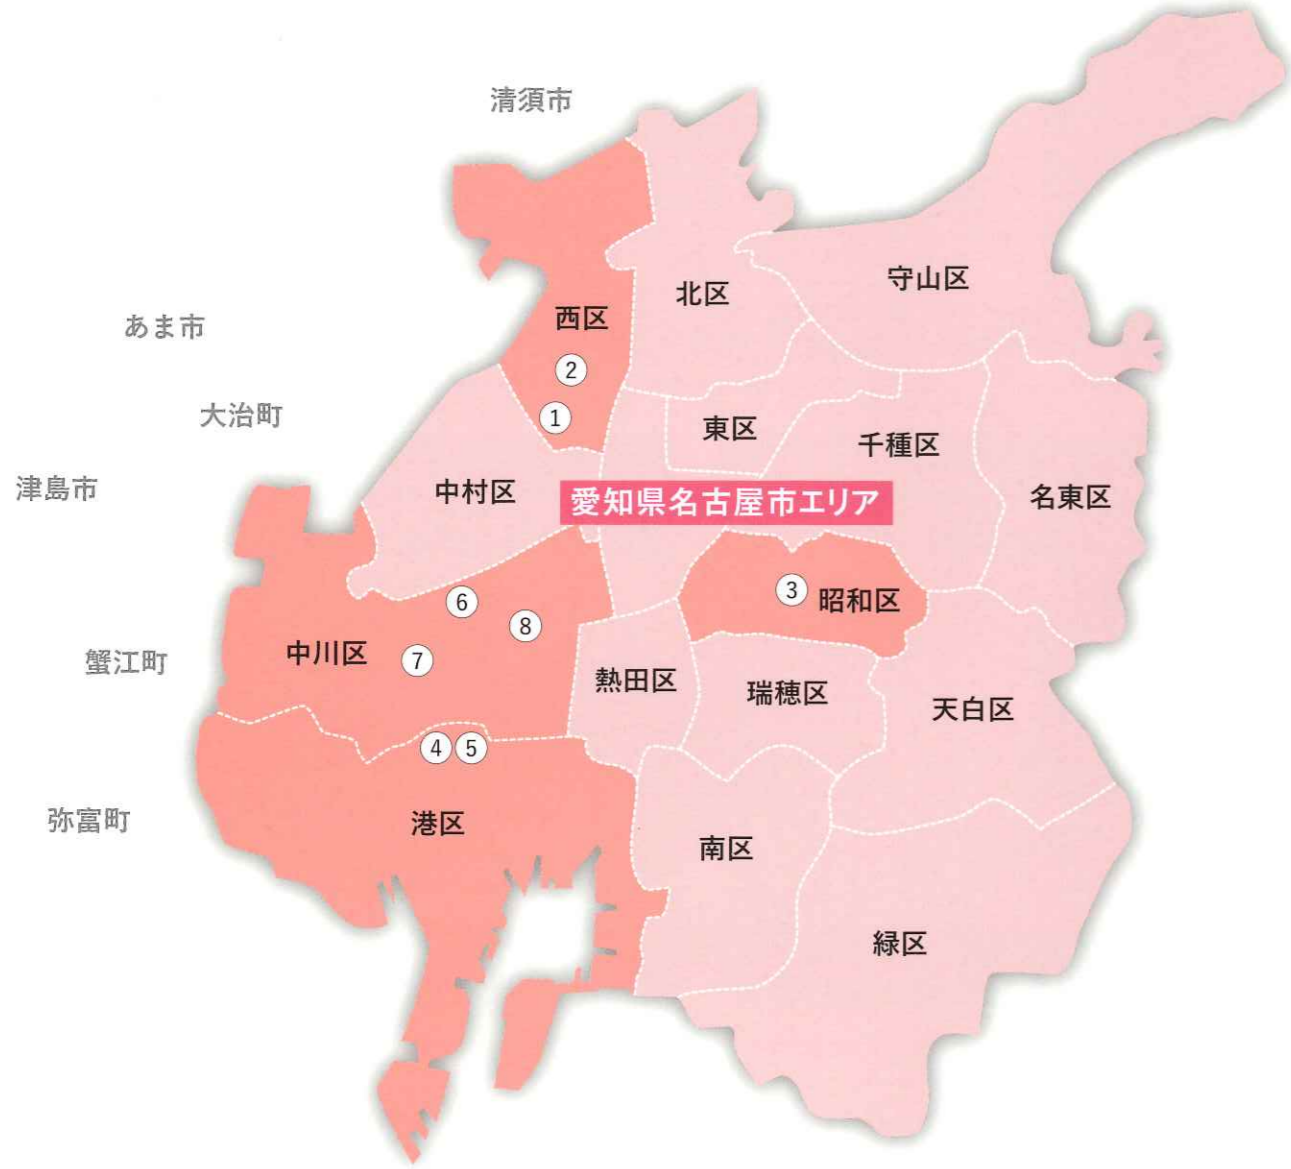 清須市
北区
守山区
西区
あま市
②
大治町
①
東区
千種区
津島市
中村区
愛知県名古屋市エリア
名東区
③
昭和区
⑥
⑧
中川区
⑦
蟹江町
熱田区
瑞穂区
天白区
④⑤
弥富町
港区
南区
緑区